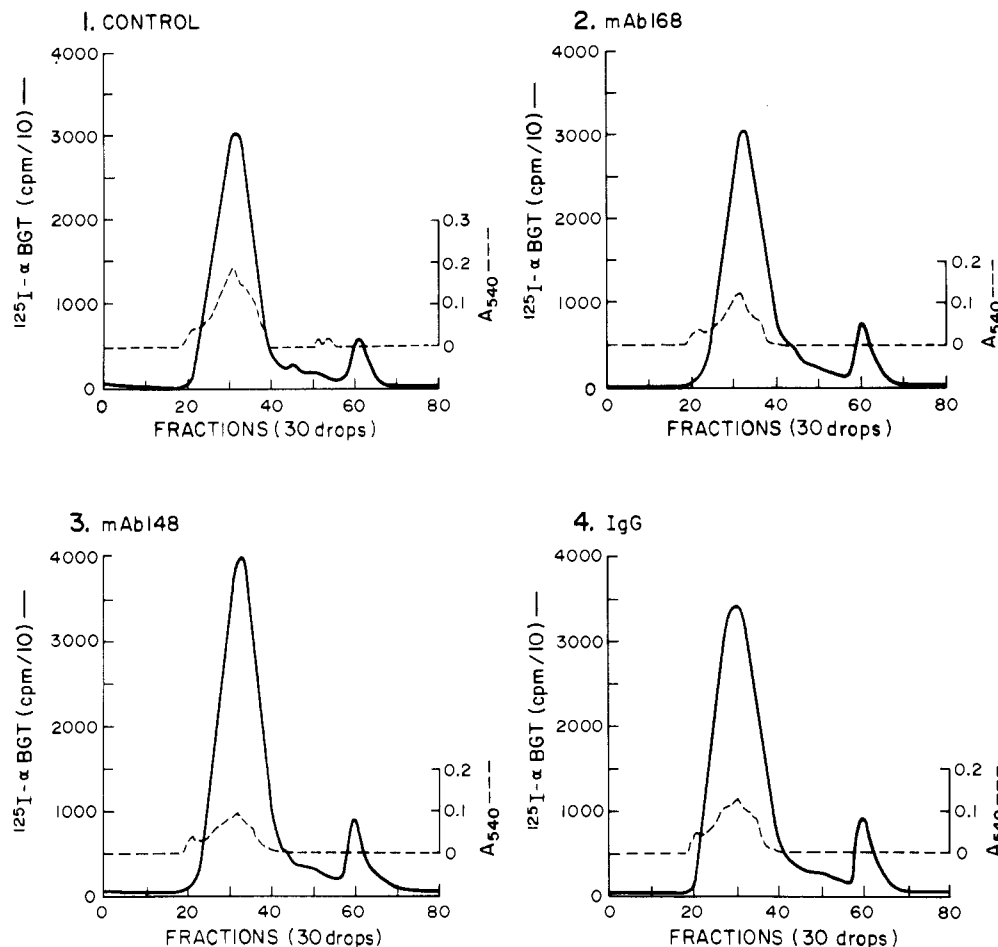 1. CONTROL
4000
3000
2000
1000
0
125I-α BGT (cpm/10) —
0.3
0.2
0.1
0
A540 ---
0 20 40 60 80
FRACTIONS (30 drops)
2. mAb168
4000
3000
2000
1000
0
125I-α BGT (cpm/10) —
0.2
0.1
0
A540 ---
0 20 40 60 80
FRACTIONS (30 drops)
3. mAb148
4000
3000
2000
1000
0
125I-α BGT (cpm/10) —
0.2
0.1
0
A540 ---
0 20 40 60 80
FRACTIONS (30 drops)
4. IgG
4000
3000
2000
1000
0
125I-α BGT (cpm/10) —
0.2
0.1
0
A540 ---
0 20 40 60 80
FRACTIONS (30 drops)